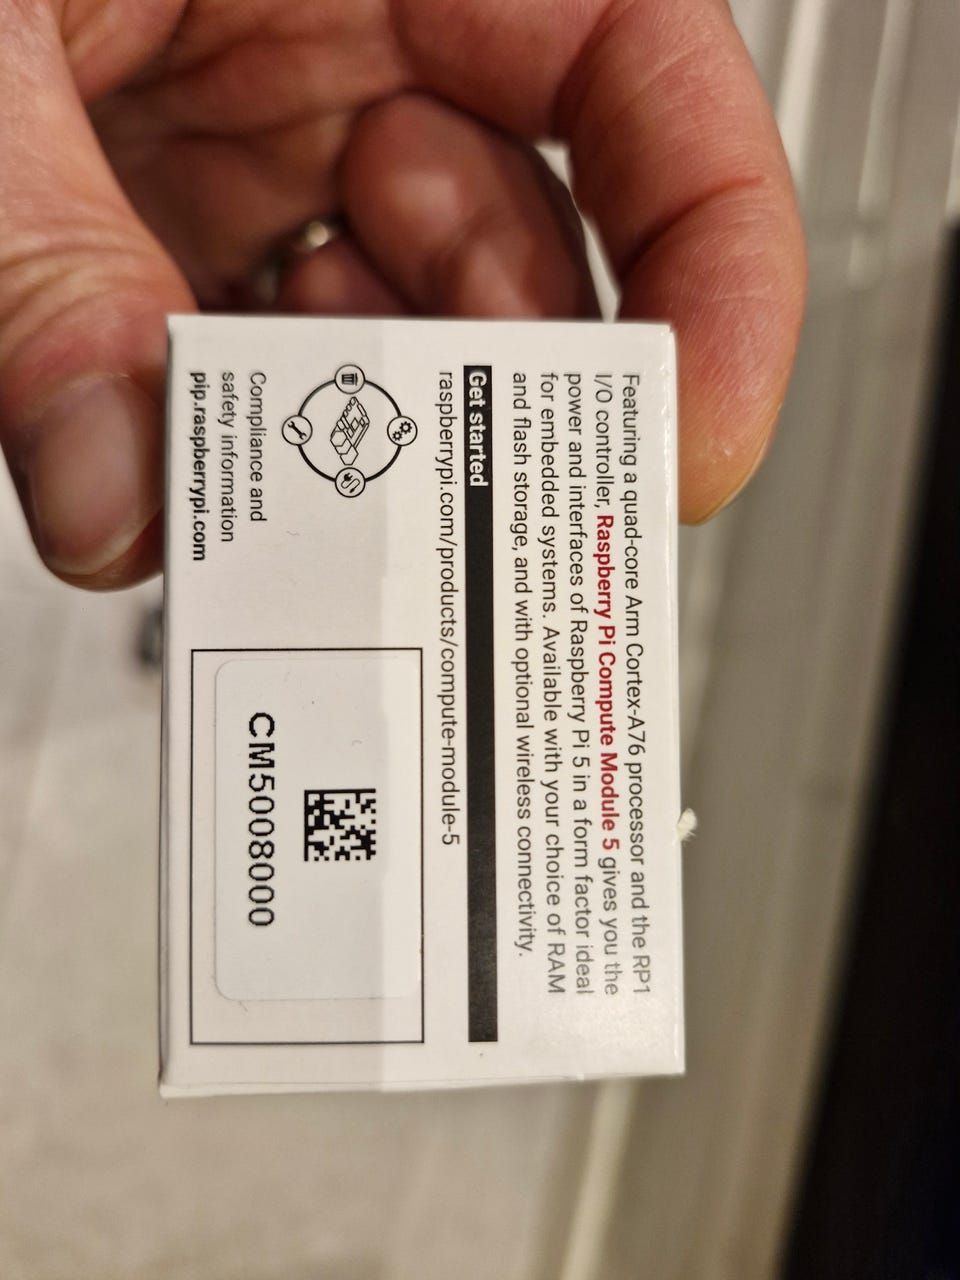 Featuring a quad-core Arm Cortex-A76 processor and the RP1
I/O controller, Raspberry Pi Compute Module 5 gives you the
power and interfaces of Raspberry Pi 5 in a form factor ideal
for embedded systems. Available with your choice of RAM
and flash storage, and with optional wireless connectivity.
Get started
raspberrypi.com/products/compute-module-5
Compliance and
safety information
pip.raspberrypi.com
CM5008000